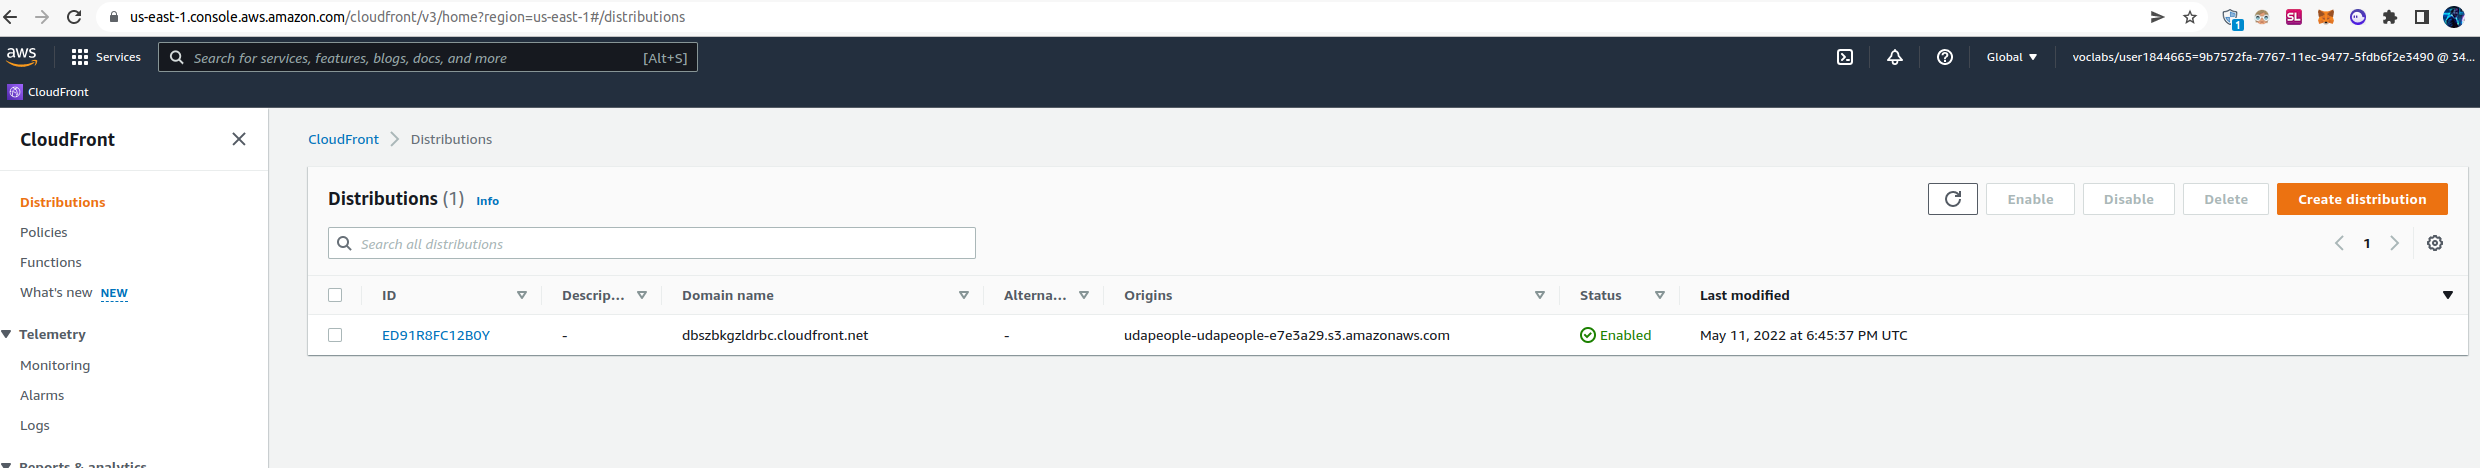 us-east-1.console.aws.amazon.com/cloudfront/v3/home?region=us-east-1#/distributions
1
SL
aws
Services
Search for services, features, blogs, docs, and more
[Alt+S]
Global
voclabs/user1844665=9b7572fa-7767-11ec-9477-5fdb6f2e3490 @ 34...
CloudFront
CloudFront
CloudFront
Distributions
Distributions (1) Info
Enable
Disable
Delete
Create distribution
Distributions
Policies
Functions
What's new NEW
Telemetry
Monitoring
Alarms
Logs
Reports & analytics
Search all distributions
1
ID
Descrip...
Domain name
Alterna...
Origins
Status
Last modified
ED91R8FC12B0Y
-
dbszbkgzldrbc.cloudfront.net
-
udapeople-udapeople-e7e3a29.s3.amazonaws.com
Enabled
May 11, 2022 at 6:45:37 PM UTC